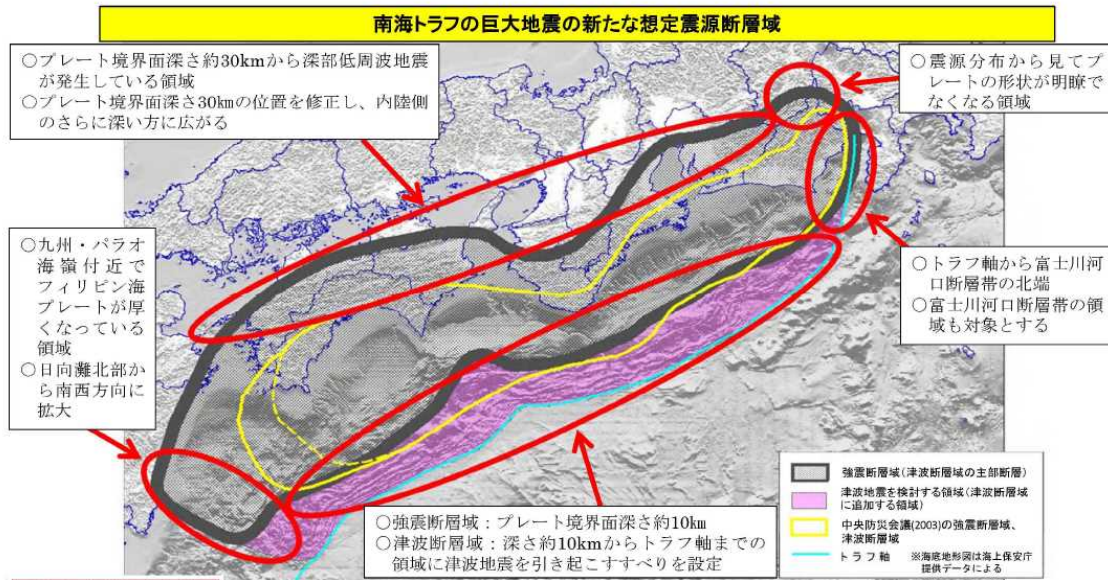 南海トラフの巨大地震の新たな想定震源断層域
○プレート境界面深さ約30kmから深部低周波地震
が発生している領域
○プレート境界面深さ30㎞の位置を修正し、内陸側
のさらに深い方に広がる
○震源分布から見てプ
レートの形状が明瞭で
なくなる領域
○九州・パラオ
海嶺付近で
フィリピン海
プレートが厚
くなっている
領域
○日向灘北部か
ら南西方向に
拡大
○トラフ軸から富士川河
口断層帯の北端
○富士川河口断層帯の領
域も対象とする
○強震断層域：プレート境界面深さ約10㎞
○津波断層域：深さ約10kmからトラフ軸までの
領域に津波地震を引き起こすすべりを設定
強震断層域(津波断層域の主部断層)
津波地震を検討する領域(津波断層域
に追加する領域)
中央防災会議(2003)の強震断層域、
津波断層域
トラフ軸 ※海底地形図は海上保安庁
提供データによる